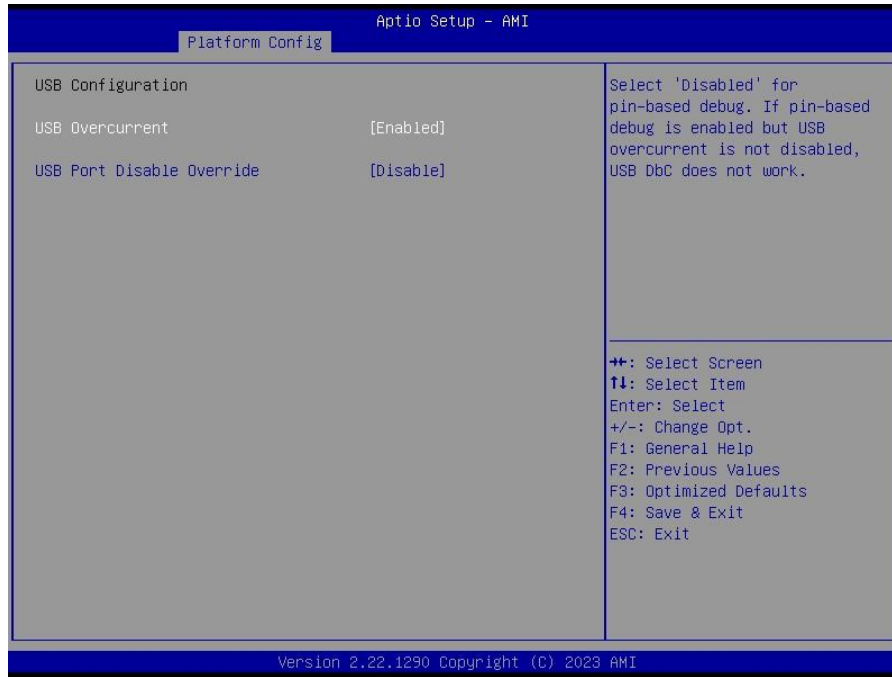 Aptio Setup – AMI
Platform Config
USB Configuration
USB Overcurrent [Enabled]
USB Port Disable Override [Disable]
Select 'Disabled' for
pin-based debug. If pin-based
debug is enabled but USB
overcurrent is not disabled,
USB DbC does not work.
→←: Select Screen
↑↓: Select Item
Enter: Select
+/-: Change Opt.
F1: General Help
F2: Previous Values
F3: Optimized Defaults
F4: Save & Exit
ESC: Exit
Version 2.22.1290 Copyright (C) 2023 AMI